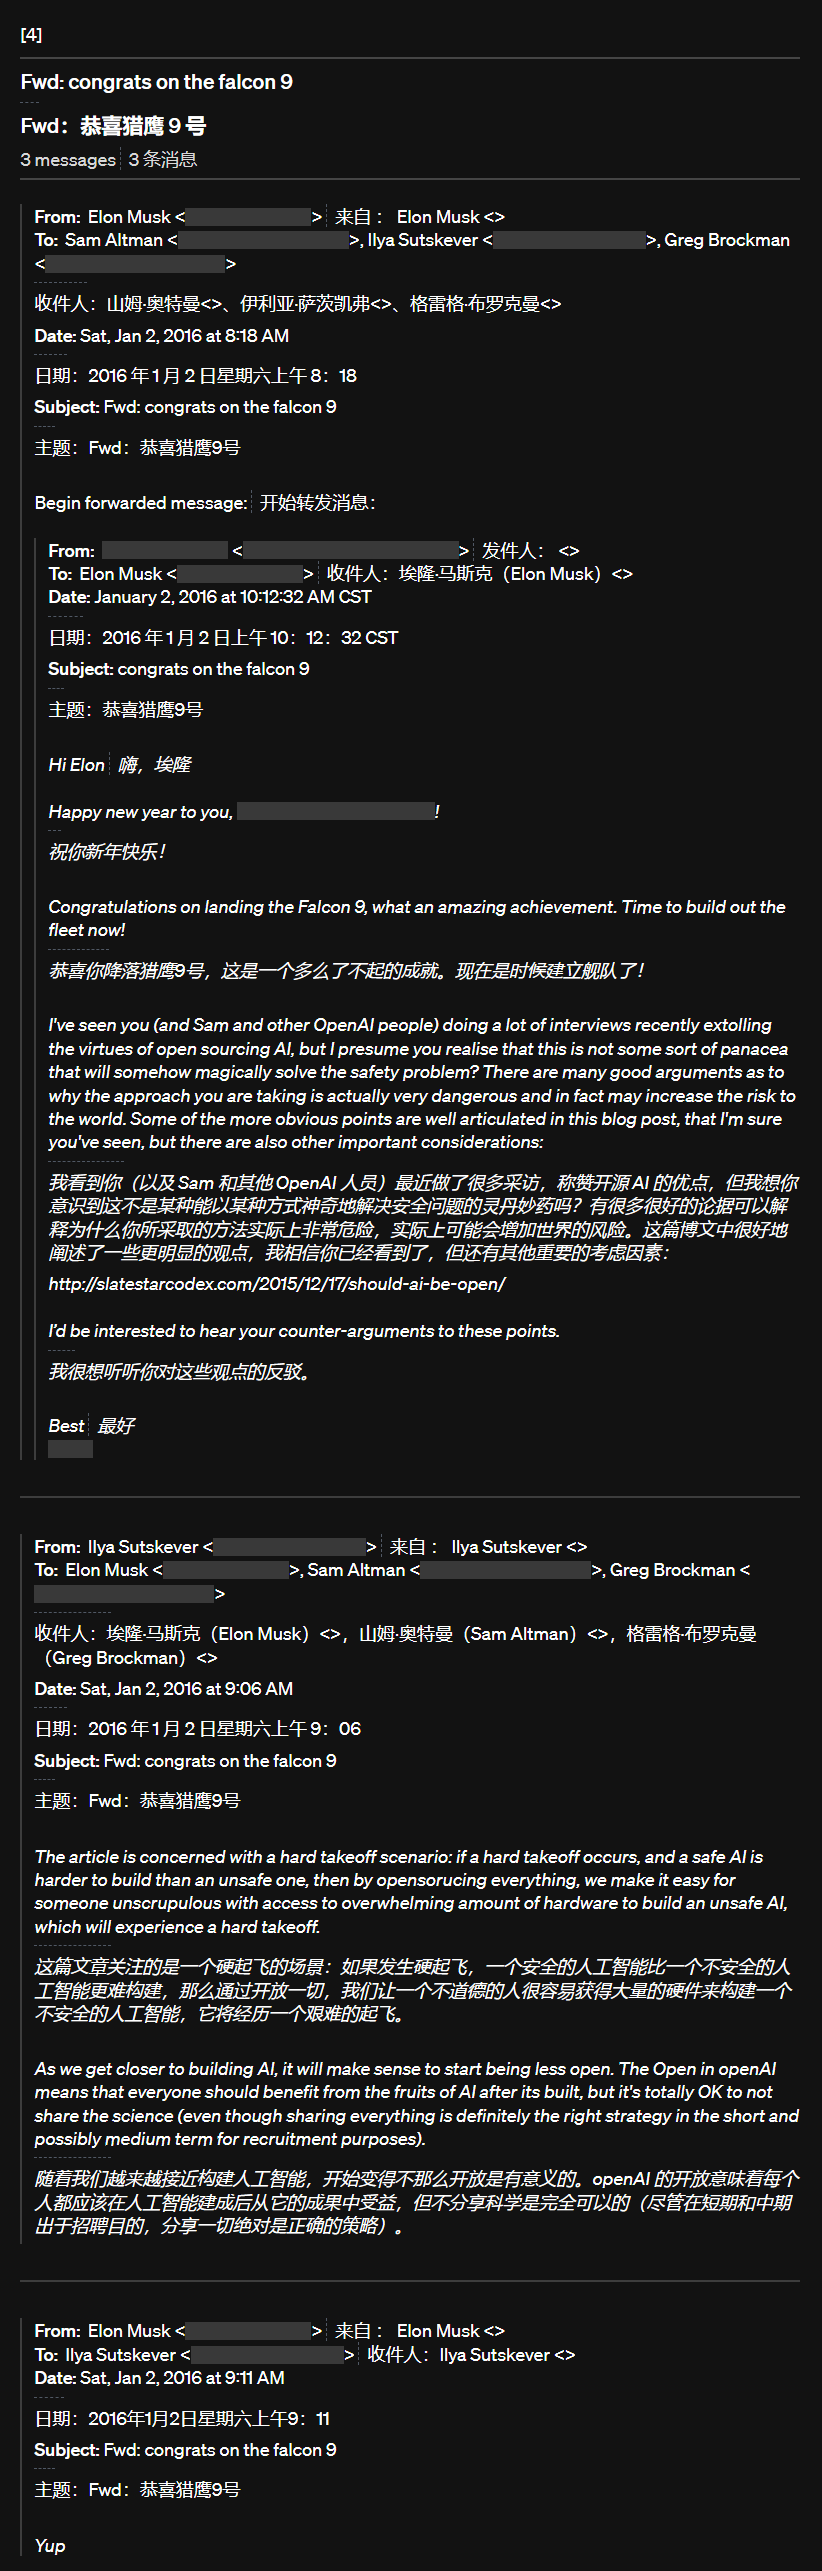 [4]
Fwd: congrats on the falcon 9
Fwd：恭喜猎鹰 9 号
3 messages 3 条消息
From: Elon Musk < > 来自 ： Elon Musk <>
To: Sam Altman < >, Ilya Sutskever < >, Greg Brockman
< >
收件人：山姆·奥特曼<>、伊利亚·萨茨凯弗<>、格雷格·布罗克曼<>
Date: Sat, Jan 2, 2016 at 8:18 AM
日期：2016 年 1 月 2 日星期六上午 8：18
Subject: Fwd: congrats on the falcon 9
主题：Fwd：恭喜猎鹰9号
Begin forwarded message: 开始转发消息：
From: < > 发件人： <>
To: Elon Musk < > 收件人：埃隆·马斯克（Elon Musk）<>
Date: January 2, 2016 at 10:12:32 AM CST
日期：2016 年 1 月 2 日上午 10：12：32 CST
Subject: congrats on the falcon 9
主题：恭喜猎鹰9号
Hi Elon 嗨，埃隆
Happy new year to you, !
祝你新年快乐！
Congratulations on landing the Falcon 9, what an amazing achievement. Time to build out the
fleet now!
恭喜你降落猎鹰9号，这是一个多么了不起的成就。现在是时候建立舰队了！
I've seen you (and Sam and other OpenAI people) doing a lot of interviews recently extolling
the virtues of open sourcing AI, but I presume you realise that this is not some sort of panacea
that will somehow magically solve the safety problem? There are many good arguments as to
why the approach you are taking is actually very dangerous and in fact may increase the risk to
the world. Some of the more obvious points are well articulated in this blog post, that I'm sure
you've seen, but there are also other important considerations:
我看到你（以及 Sam 和其他 OpenAI 人员）最近做了很多采访，称赞开源 AI 的优点，但我想你
意识到这不是某种能以某种方式神奇地解决安全问题的灵丹妙药吗？有很多很好的论据可以解
释为什么你所采取的方法实际上非常危险，实际上可能会增加世界的风险。这篇博文中很好地
阐述了一些更明显的观点，我相信你已经看到了，但还有其他重要的考虑因素：
http://slatestarcodex.com/2015/12/17/should-ai-be-open/
I'd be interested to hear your counter-arguments to these points.
我很想听听你对这些观点的反驳。
Best 最好
From: Ilya Sutskever < > 来自 ： Ilya Sutskever <>
To: Elon Musk < >, Sam Altman < >, Greg Brockman <
>
收件人：埃隆·马斯克（Elon Musk）<>，山姆·奥特曼（Sam Altman）<>，格雷格·布罗克曼
（Greg Brockman）<>
Date: Sat, Jan 2, 2016 at 9:06 AM
日期：2016 年 1 月 2 日星期六上午 9：06
Subject: Fwd: congrats on the falcon 9
主题：Fwd：恭喜猎鹰9号
The article is concerned with a hard takeoff scenario: if a hard takeoff occurs, and a safe AI is
harder to build than an unsafe one, then by opensorucing everything, we make it easy for
someone unscrupulous with access to overwhelming amount of hardware to build an unsafe AI,
which will experience a hard takeoff.
这篇文章关注的是一个硬起飞的场景：如果发生硬起飞，一个安全的人工智能比一个不安全的人
工智能更难构建，那么通过开放一切，我们让一个不道德的人很容易获得大量的硬件来构建一个
不安全的人工智能，它将经历一个艰难的起飞。
As we get closer to building AI, it will make sense to start being less open. The Open in openAI
means that everyone should benefit from the fruits of AI after its built, but it's totally OK to not
share the science (even though sharing everything is definitely the right strategy in the short and
possibly medium term for recruitment purposes).
随着我们越来越接近构建人工智能，开始变得不那么开放是有意义的。openAI 的开放意味着每个
人都应该在人工智能建成后从它的成果中受益，但不分享科学是完全可以的（尽管在短期和中期
出于招聘目的，分享一切绝对是正确的策略）。
From: Elon Musk < > 来自 ： Elon Musk <>
To: Ilya Sutskever < > 收件人：Ilya Sutskever <>
Date: Sat, Jan 2, 2016 at 9:11 AM
日期：2016年1月2日星期六上午9：11
Subject: Fwd: congrats on the falcon 9
主题：Fwd：恭喜猎鹰9号
Yup